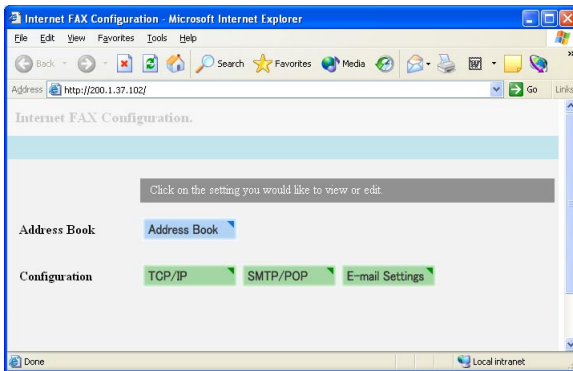 Internet FAX Configuration - Microsoft Internet Explorer
File Edit View Favorites Tools Help
Back Search Favorites Media
Address http://200.1.37.102/ Go Links
Internet FAX Configuration.
Click on the setting you would like to view or edit.
Address Book Address Book
Configuration TCP/IP SMTP/POP E-mail Settings
Done Local intranet